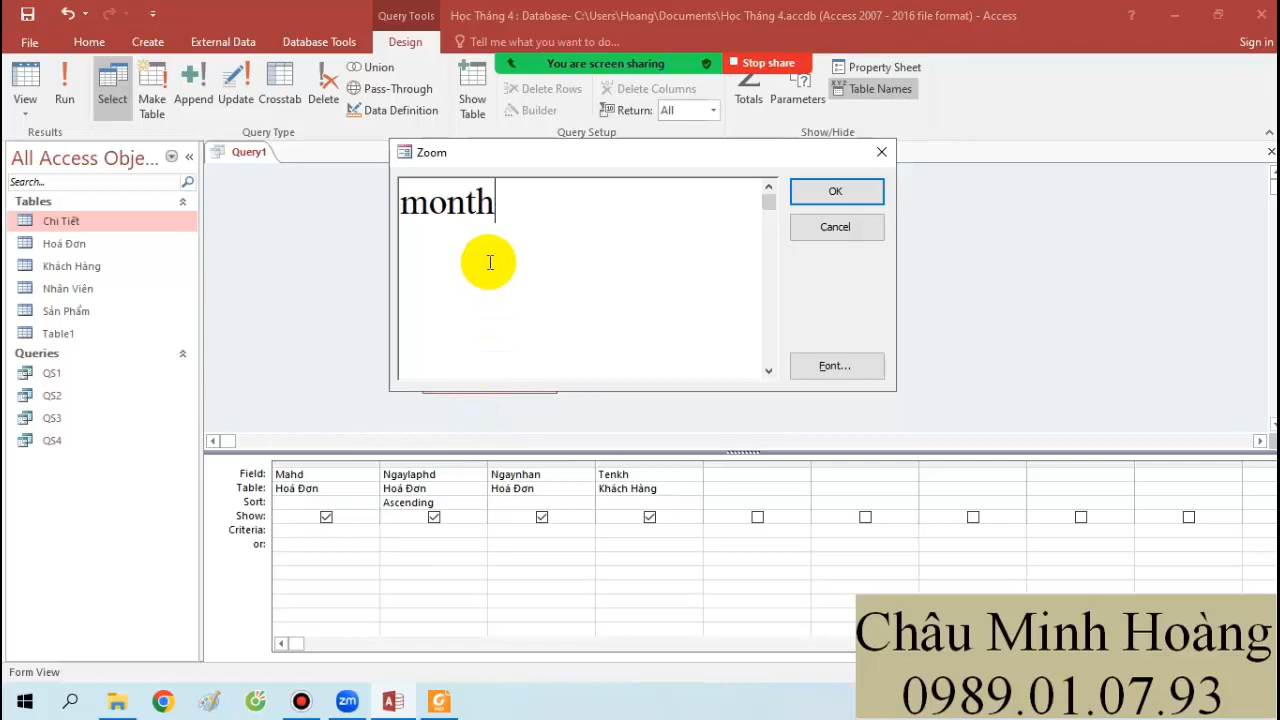 Query Tools
Học Tháng 4 : Database- C:\Users\Hoang\Documents\Học Tháng 4.accdb (Access 2007 - 2016 file format) - Access
File Home Create External Data Database Tools Design Tell me what you want to do... Sign in
You are screen sharing Stop share
View Run Select Make Table Append Update Crosstab Delete
Union
Pass-Through
Data Definition
Show Table
Delete Rows
Builder
Delete Columns
Return: All
Totals Parameters
Property Sheet
Table Names
Results Query Type Query Setup Show/Hide
All Access Obje...
Search...
Tables
Chi Tiết
Hoá Đơn
Khách Hàng
Nhân Viên
Sản Phẩm
Table1
Queries
QS1
QS2
QS3
QS4
Query1
Zoom
month
OK
Cancel
Font...
Field: Mahd Ngaylaphd Ngaynhan Tenkh
Table: Hoá Đơn Hoá Đơn Hoá Đơn Khách Hàng
Sort: Ascending
Show:
Criteria:
or:
Châu Minh Hoàng
0989.01.07.93
Form View
zm